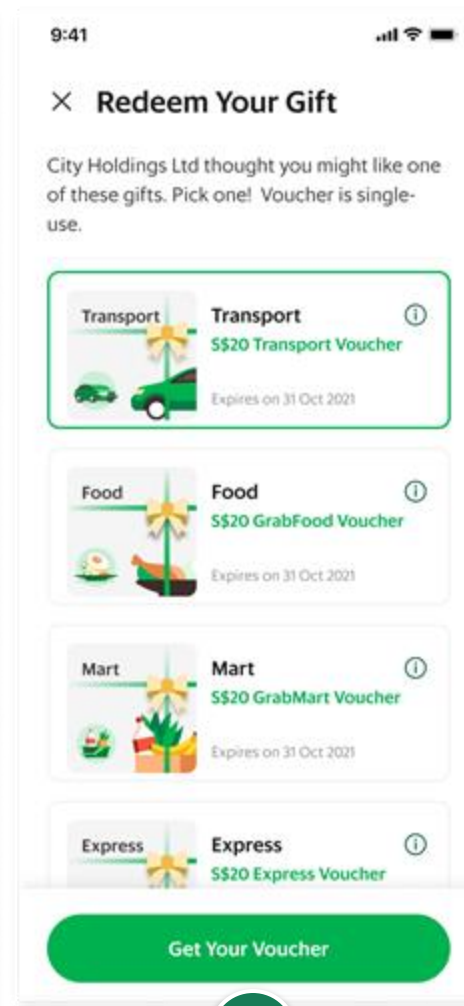 9:41
Redeem Your Gift
City Holdings Ltd thought you might like one
of these gifts. Pick one!  Voucher is single-
use.
Transport
Transport
S$20 Transport Voucher
Expires on 31 Oct 2021
Food
Food
S$20 GrabFood Voucher
Expires on 31 Oct 2021
Mart
Mart
S$20 GrabMart Voucher
Expires on 31 Oct 2021
Express
Express
S$20 Express Voucher
Get Your Voucher